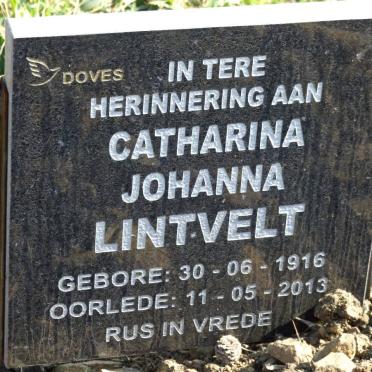 DOVES
IN TERE
HERINNERING AAN
CATHARINA
JOHANNA
LINTVELT
GEBORE: 30 - 06 - 1916
OORLEDE: 11 - 05 - 2013
RUS IN VREDE